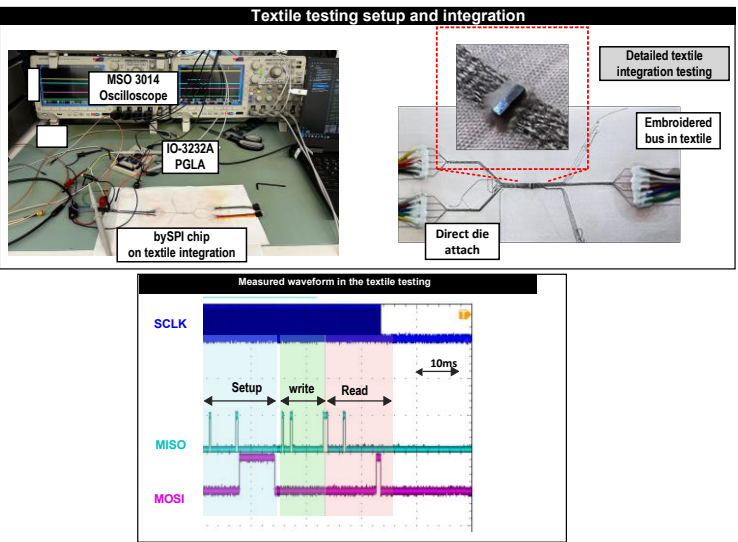 Textile testing setup and integration
MSO 3014
Oscilloscope
IO-3232A
PGLA
bySPI chip
on textile integration
Detailed textile
integration testing
Embroidered
bus in textile
Direct die
attach
Measured waveform in the textile testing
SCLK
10ms
Setup
write
Read
MISO
MOSI